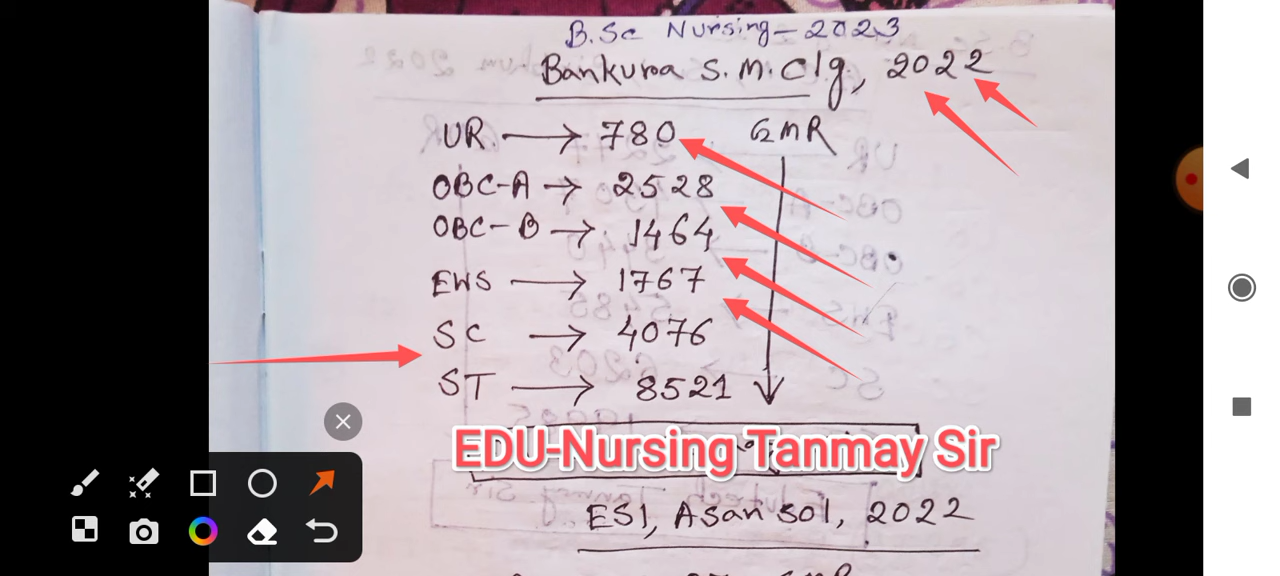 B.Sc Nursing-2023
Bankura S.M.Clg, 2022
UR → 780 GMR
OBC-A → 2528
OBC-B → 1464
EWS → 1767
SC → 4076
ST → 8521
EDU-Nursing Tanmay Sir
ESI, Asansol, 2022